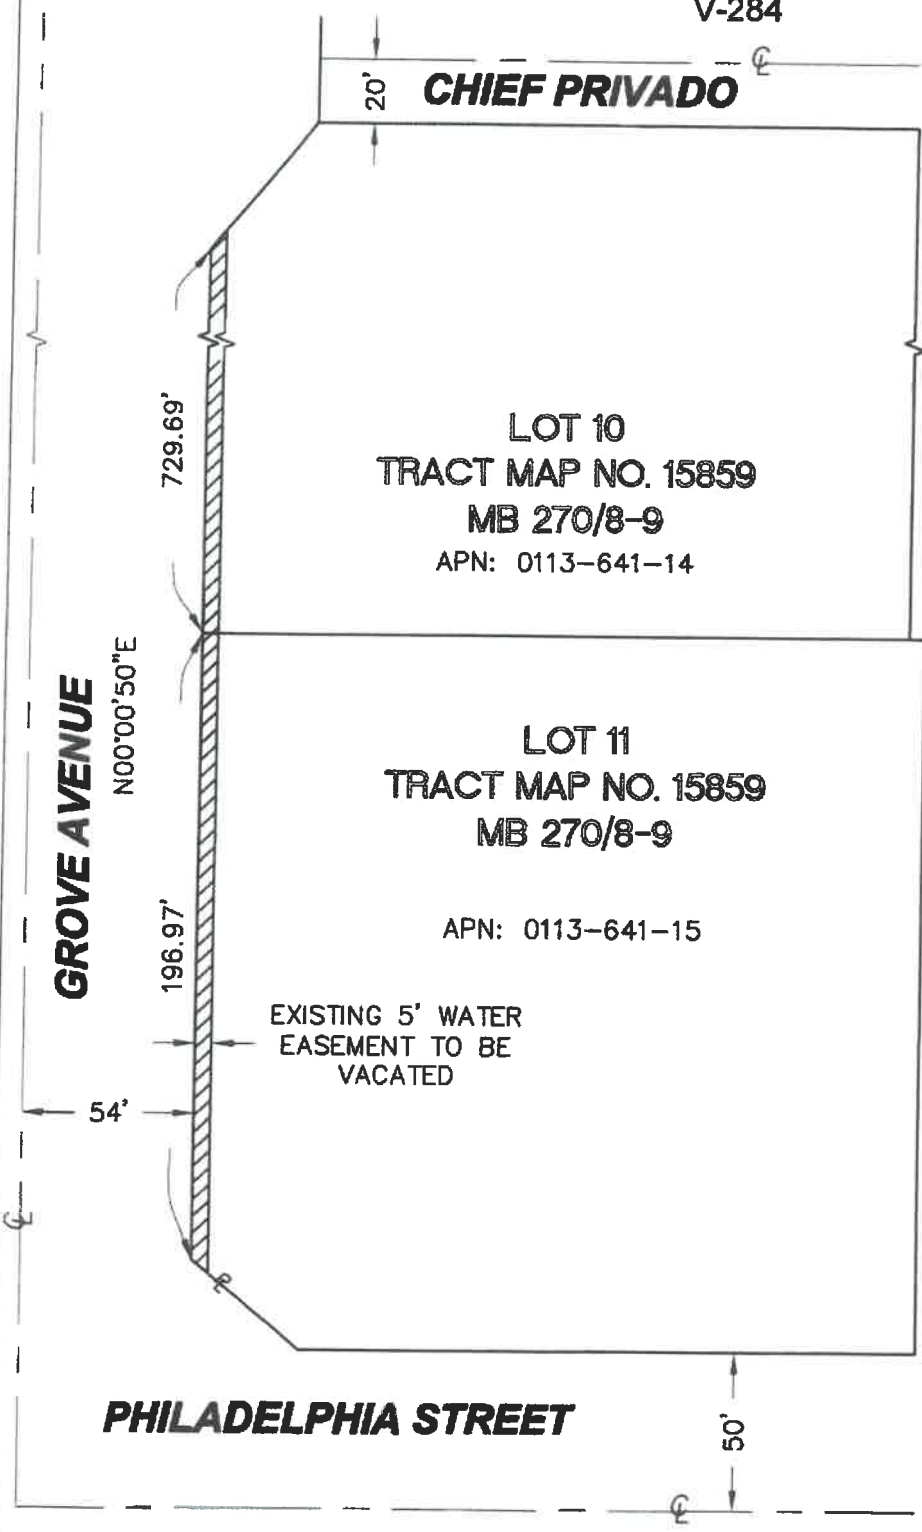 V-284
℄
20'
CHIEF PRIVADO
729.69'
LOT 10
TRACT MAP NO. 15859
MB 270/8-9
APN: 0113-641-14
GROVE AVENUE
N00°00'50"E
LOT 11
TRACT MAP NO. 15859
MB 270/8-9
APN: 0113-641-15
196.97'
EXISTING 5' WATER
EASEMENT TO BE
VACATED
54'
℄
PL
PHILADELPHIA STREET
50'
℄